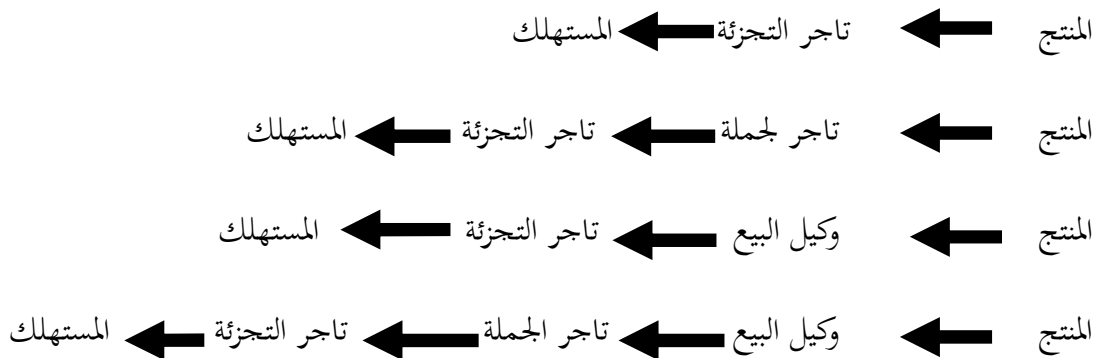 المنتج تاجر التجزئة المستهلك
المنتج تاجر لجملة تاجر التجزئة المستهلك
المنتج وكيل البيع تاجر التجزئة المستهلك
المنتج وكيل البيع تاجر الجملة تاجر التجزئة المستهلك